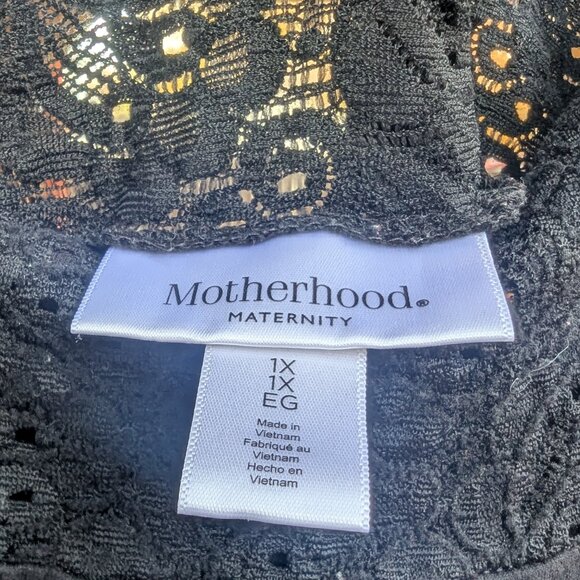 Motherhood®
MATERNITY
1X
1X
EG
Made in
Vietnam
Fabriqué au
Vietnam
Hecho en
Vietnam